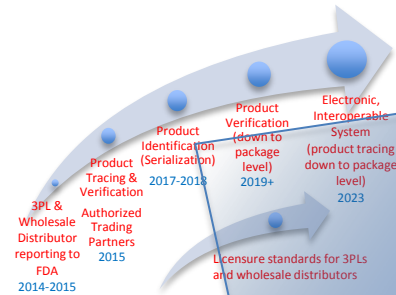 3PL &
Wholesale
Distributor
reporting to
FDA
2014-2015
Product
Tracing &
Verification
Authorized
Trading
Partners
2015
Product
Identification
(Serialization)
2017-2018
Product
Verification
(down to
package
level)
2019+
Electronic,
Interoperable
System
(product tracing
down to package
level)
2023
Licensure standards for 3PLs
and wholesale distributors